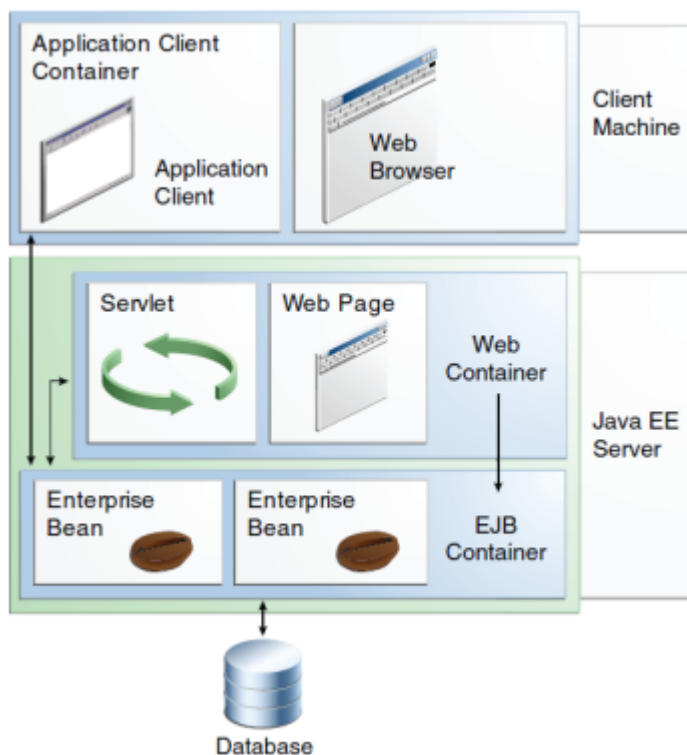 Application Client
Container
Application
Client
Web
Browser
Client
Machine
Servlet
Web Page
Web
Container
Java EE
Server
Enterprise
Bean
Enterprise
Bean
EJB
Container
Database